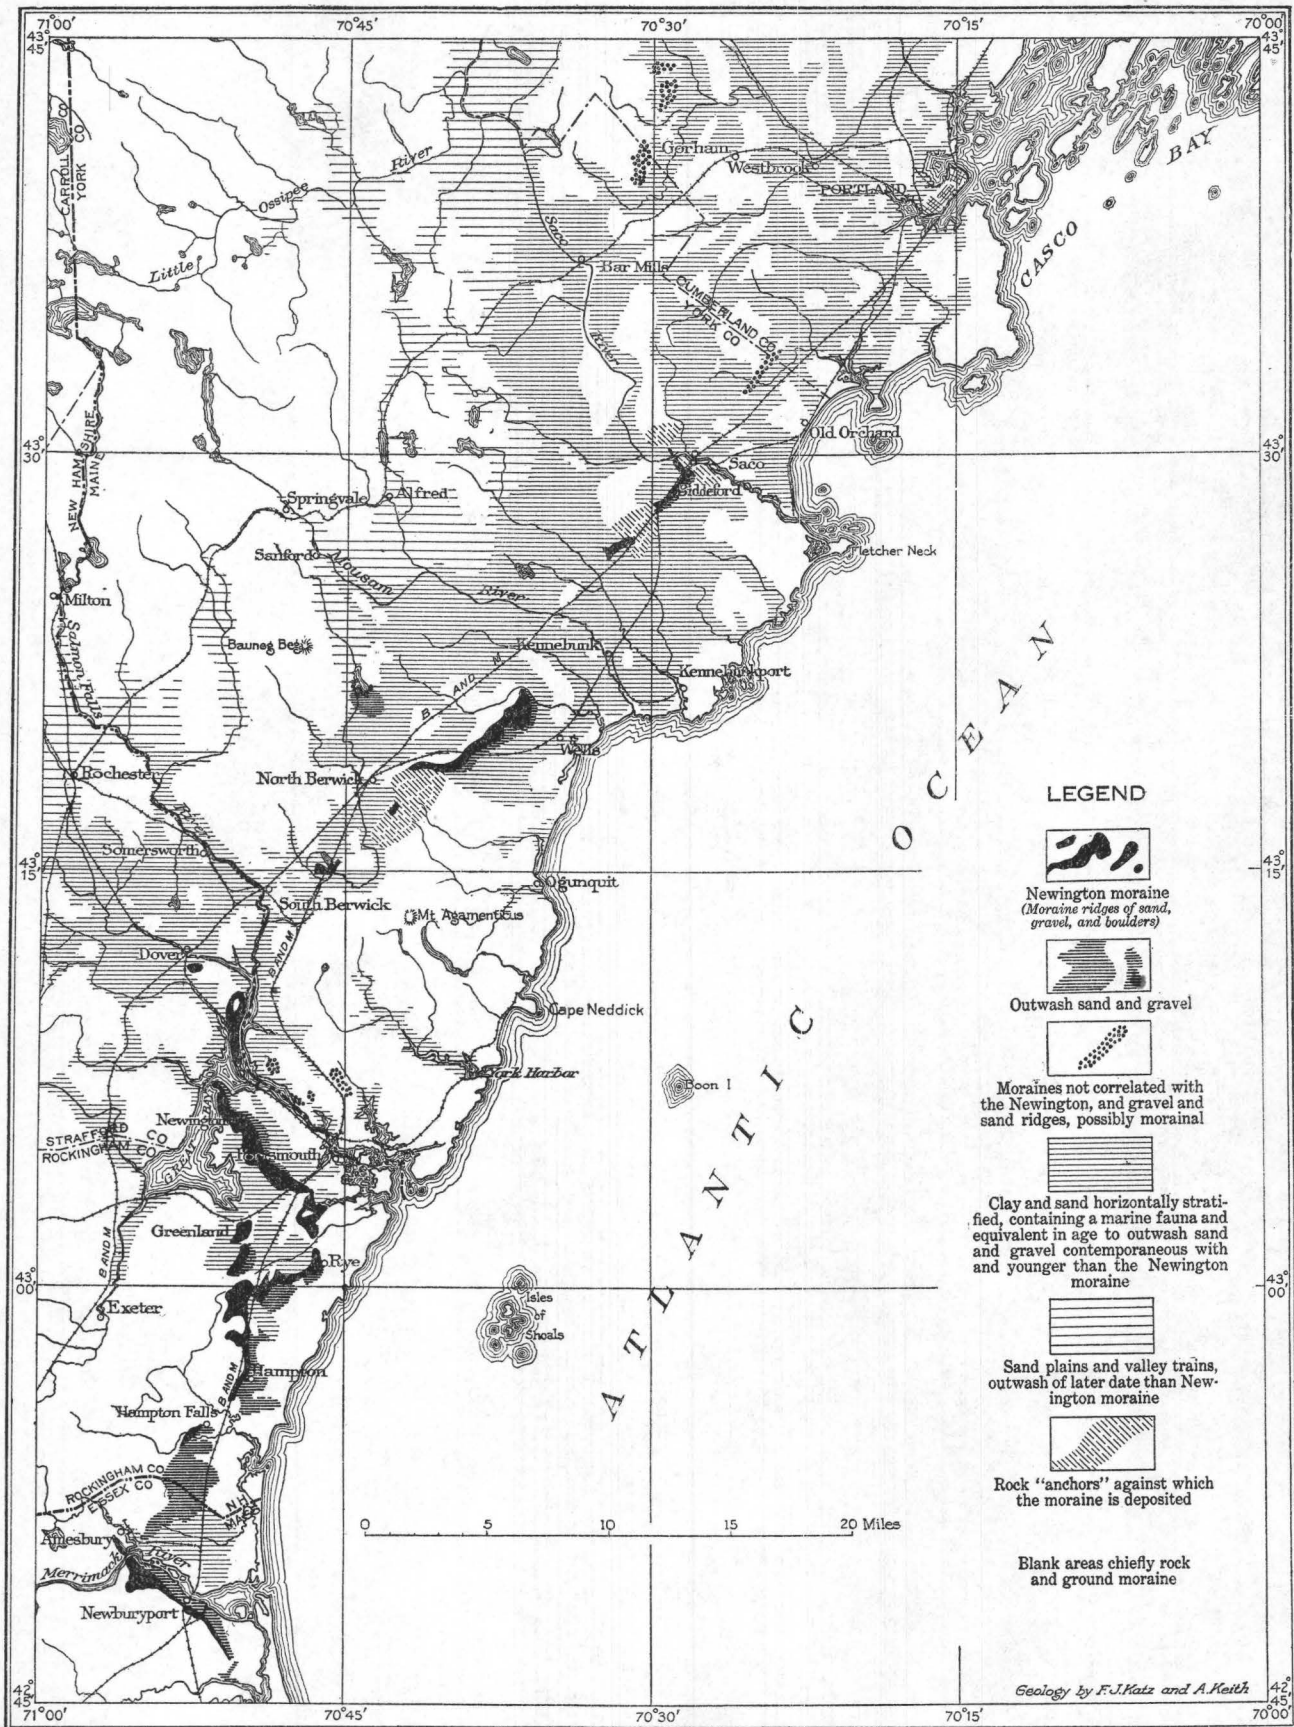 71°00'
70°45'
70°30'
70°15'
70°00'
43°
45'
43°
45'
CARROLL CO
YORK CO
Ossipee
River
Little
Saco
River
Gorham
Westbrook
PORTLAND
CASCO
BAY
Bar Mills
CUMBERLAND CO
YORK CO
Old Orchard
43°
30'
43°
30'
NEW HAMPSHIRE
MAINE
Saco
Biddeford
Springvale
Alfred
Sanford
Mousam
River
Fletcher Neck
Milton
Salmon Falls
River
Bauneg Beg
Kennebunk
Kennebunkport
B AND M
Wells
Rochester
North Berwick
Somersworth
43°
15'
43°
15'
Ogunquit
South Berwick
Mt Agamenticus
Dover
B AND M
Cape Neddick
York Harbor
Boon I
Newington
GREAT BAY
STRAFFORD CO
ROCKINGHAM CO
Portsmouth
Greenland
B AND M
Rye
43°
00'
43°
00'
Exeter
Isles
of
Shoals
Hampton
B AND M
Hampton Falls
ROCKINGHAM CO
ESSEX CO
N.H.
MASS
Amesbury
Merrimack
River
Newburyport
ATLANTIC
OCEAN
0 5 10 15 20 Miles
LEGEND
Newington moraine
(Moraine ridges of sand,
gravel, and boulders)
Outwash sand and gravel
Moraines not correlated with
the Newington, and gravel and
sand ridges, possibly morainal
Clay and sand horizontally strati-
fied, containing a marine fauna and
equivalent in age to outwash sand
and gravel contemporaneous with
and younger than the Newington
moraine
Sand plains and valley trains,
outwash of later date than New-
ington moraine
Rock "anchors" against which
the moraine is deposited
Blank areas chiefly rock
and ground moraine
Geology by F.J.Katz and A.Keith
42°
45'
42°
45'
71°00'
70°45'
70°30'
70°15'
70°00'